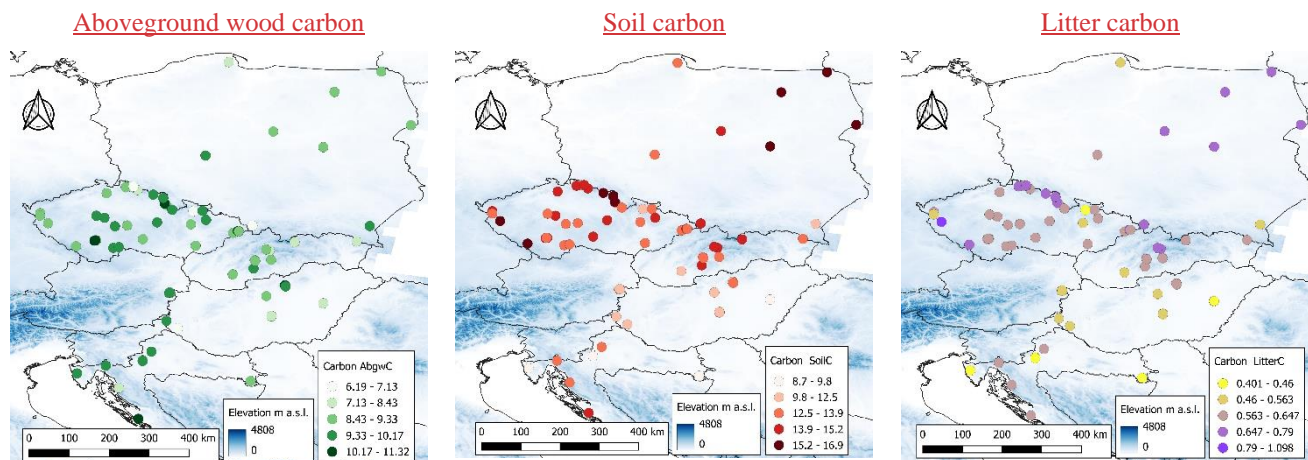 Aboveground wood carbon
Soil carbon
Litter carbon
Carbon AbgwC
6.19 - 7.13
7.13 - 8.43
8.43 - 9.33
9.33 - 10.17
10.17 - 11.32
Elevation m a.s.l.
4808
0
0 100 200 300 400 km
Carbon SoilC
8.7 - 9.8
9.8 - 12.5
12.5 - 13.9
13.9 - 15.2
15.2 - 16.9
Elevation m a.s.l.
4808
0
0 100 200 300 400 km
Carbon LitterC
0.401 - 0.46
0.46 - 0.563
0.563 - 0.647
0.647 - 0.79
0.79 - 1.098
Elevation m a.s.l.
4808
0
0 100 200 300 400 km